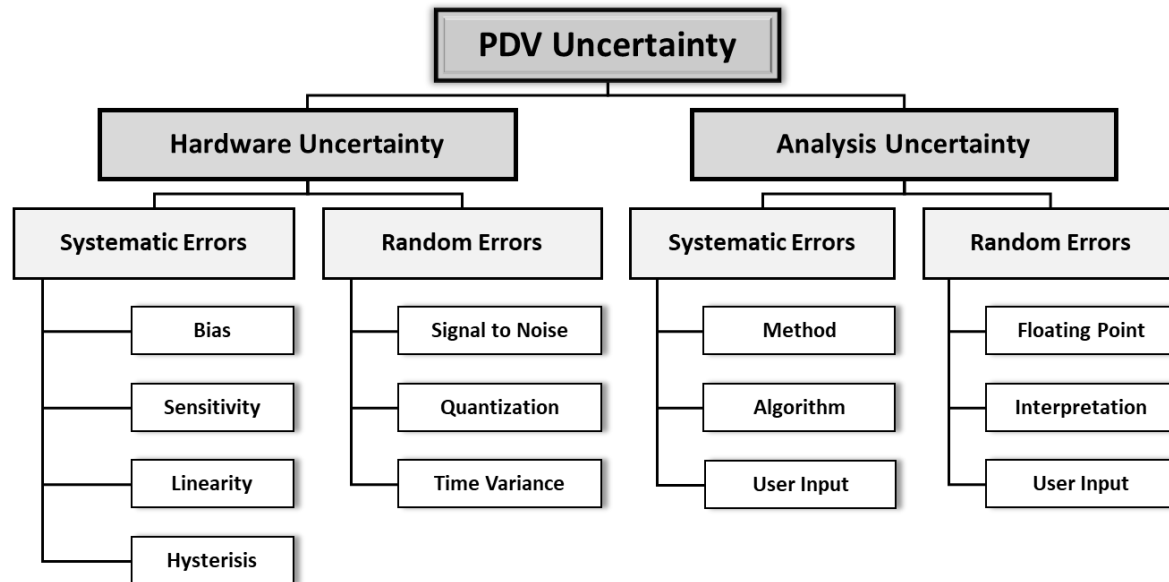 PDV Uncertainty
Hardware Uncertainty
Analysis Uncertainty
Systematic Errors
Random Errors
Systematic Errors
Random Errors
Bias
Signal to Noise
Method
Floating Point
Sensitivity
Quantization
Algorithm
Interpretation
Linearity
Time Variance
User Input
User Input
Hysterisis